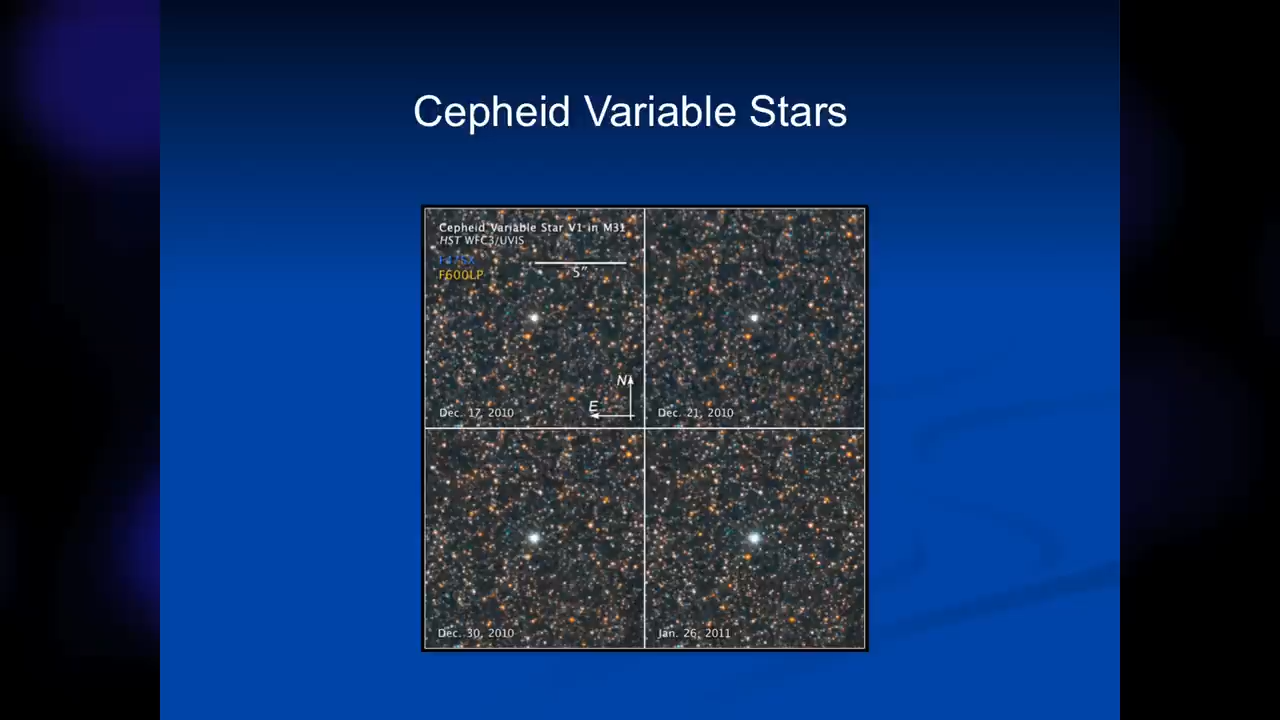 Cepheid Variable Stars
Cepheid Variable Star V1 in M31
HST WFC3/UVIS
F475X
F600LP
5″
N
E
Dec. 17, 2010
Dec. 21, 2010
Dec. 30, 2010
Jan. 26, 2011